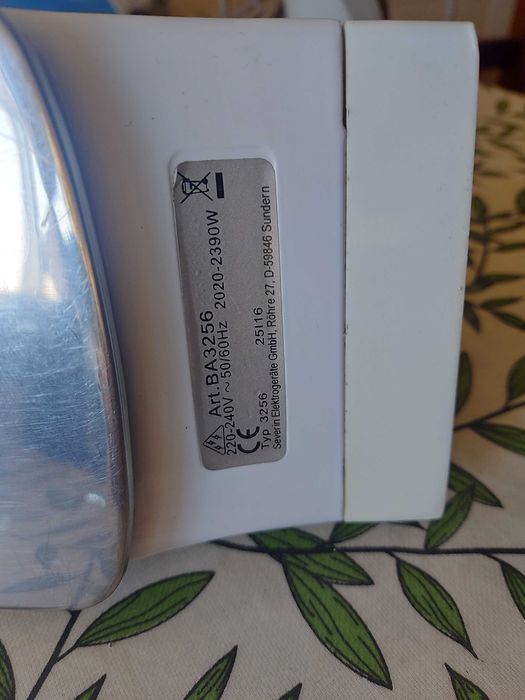 Art.BA3256
220-240V ~ 50/60Hz 2020-2390W
CE
Typ 3256 25I16
Severin Elektrogeräte GmbH, Röhre 27, D-59846 Sundern